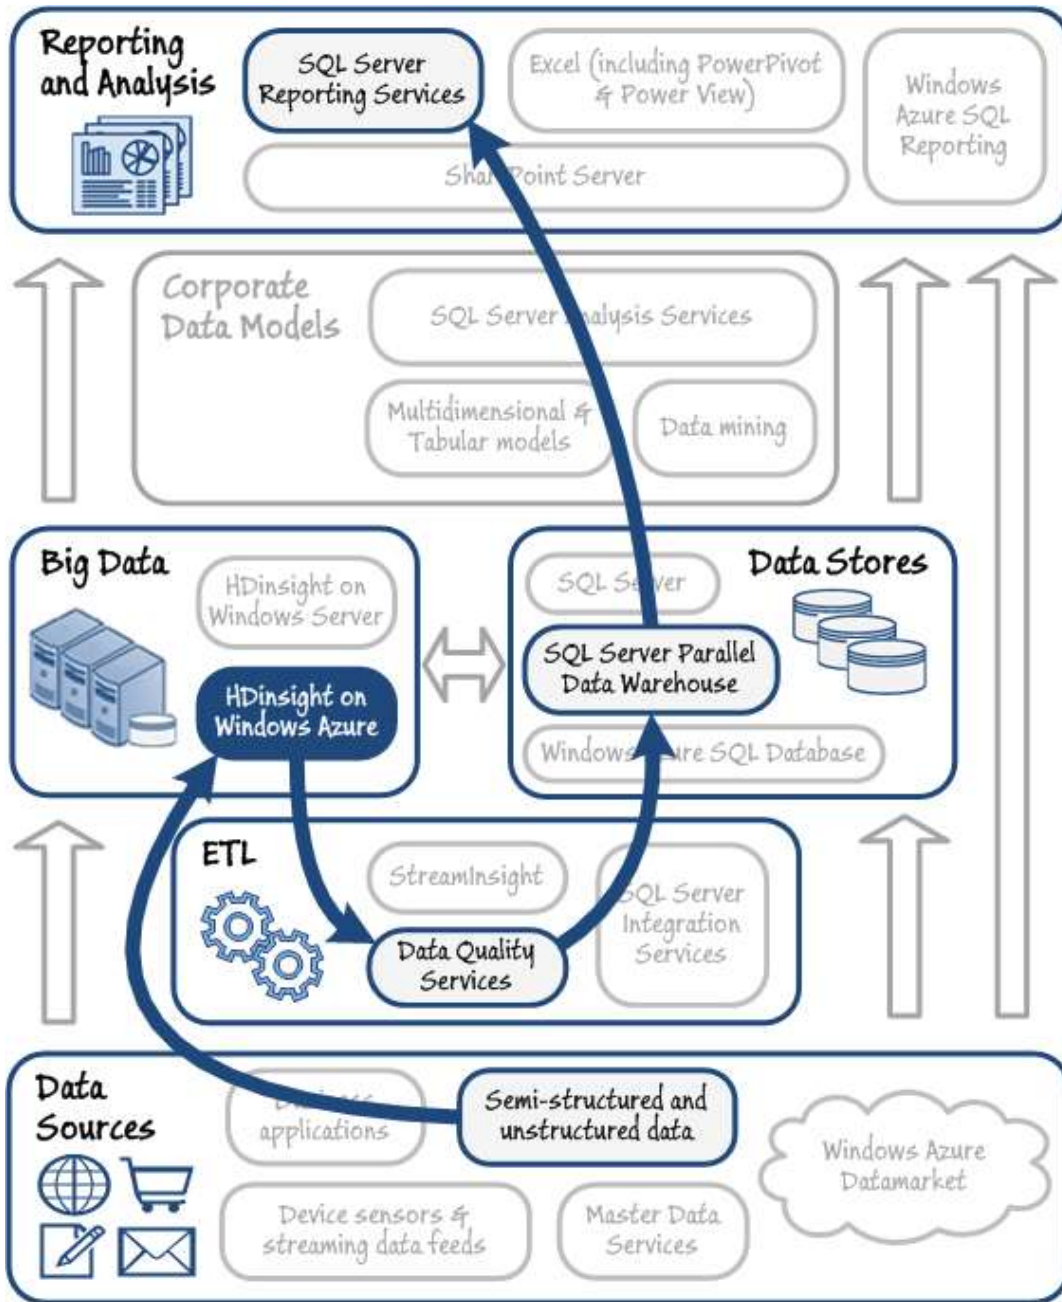 Reporting
and Analysis
SQL Server
Reporting Services
Excel (including PowerPivot
& Power View)
Windows
Azure SQL
Reporting
SharePoint Server
Corporate
Data Models
SQL Server Analysis Services
Multidimensional &
Tabular models
Data mining
Big Data
HDinsight on
Windows Server
HDinsight on
Windows Azure
Data Stores
SQL Server
SQL Server Parallel
Data Warehouse
Windows Azure SQL Database
ETL
StreamInsight
Data Quality
Services
SQL Server
Integration
Services
Data
Sources
Business
applications
Semi-structured and
unstructured data
Windows Azure
Datamarket
Device sensors &
streaming data feeds
Master Data
Services